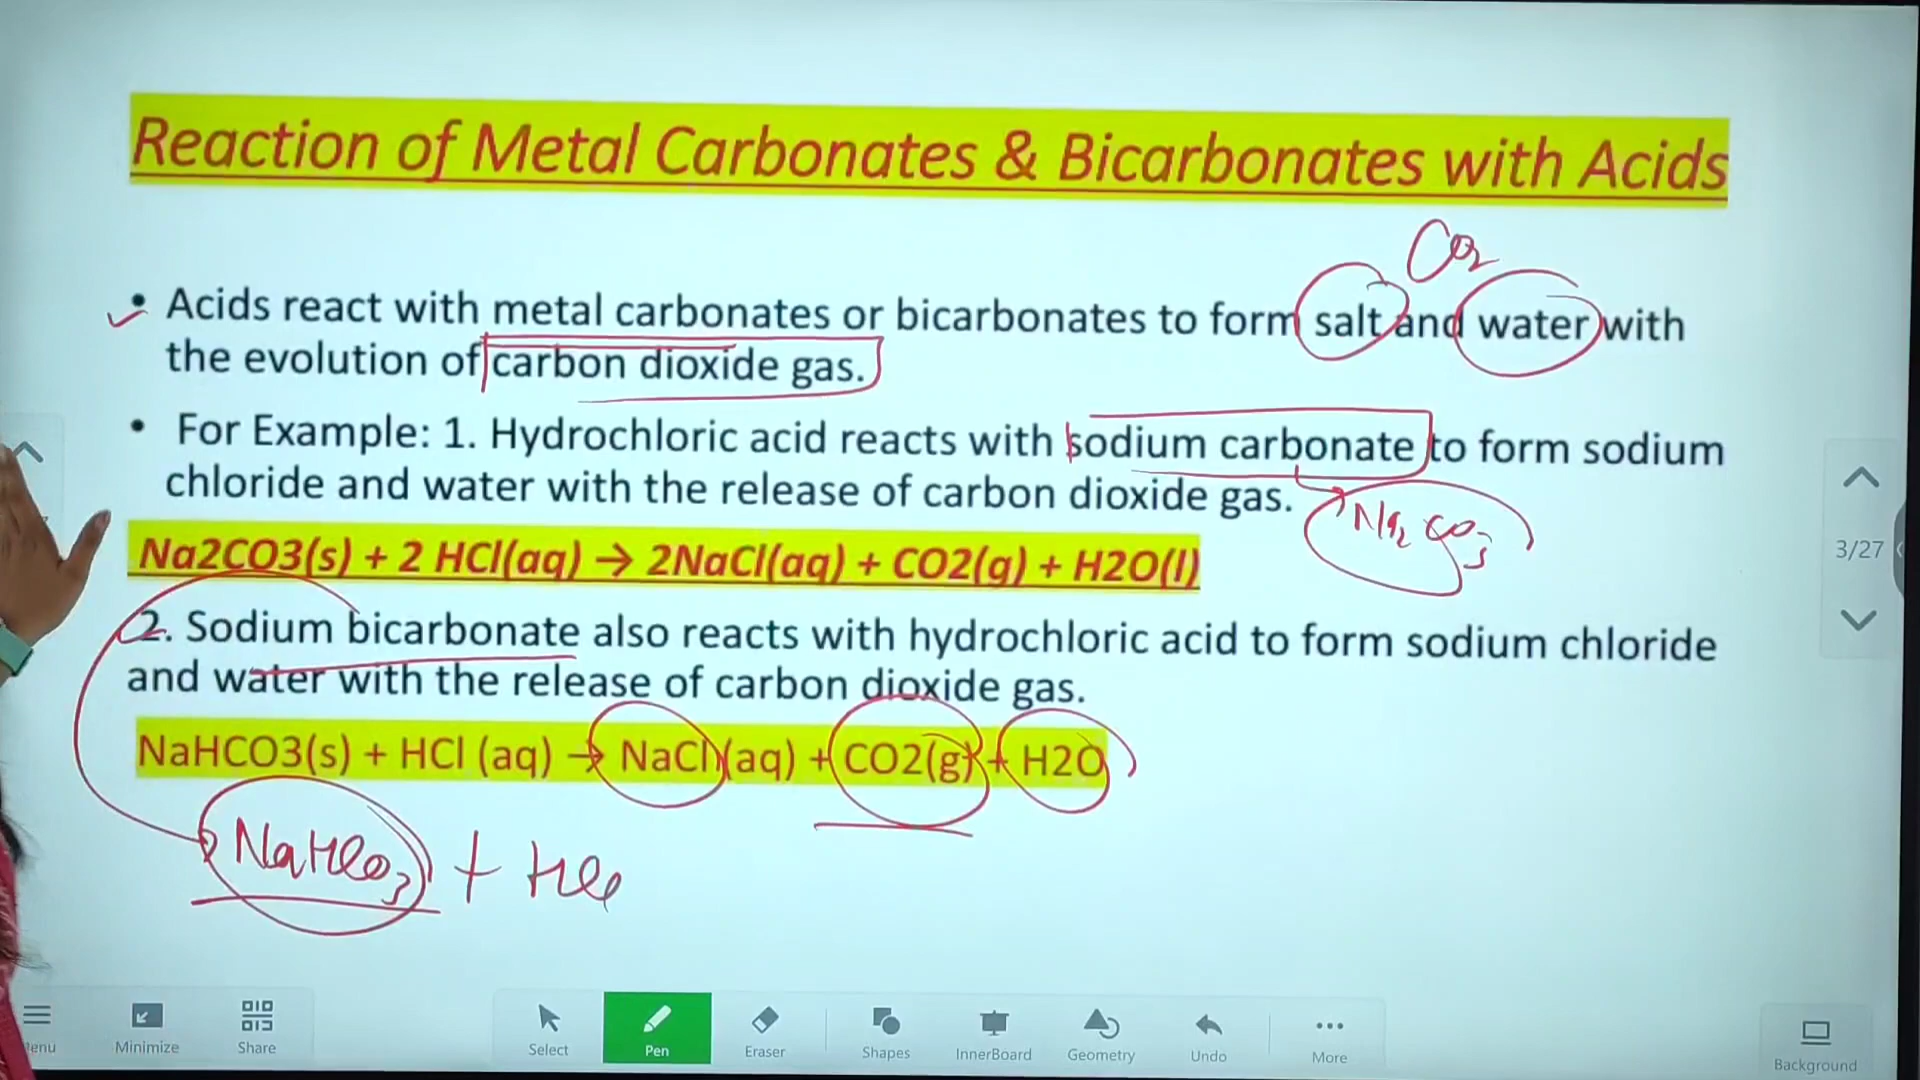 Reaction of Metal Carbonates & Bicarbonates with Acids
CO2
• Acids react with metal carbonates or bicarbonates to form salt and water with
the evolution of carbon dioxide gas.
• For Example: 1. Hydrochloric acid reacts with sodium carbonate to form sodium
chloride and water with the release of carbon dioxide gas.
Na2CO3
Na2CO3(s) + 2 HCl(aq) → 2NaCl(aq) + CO2(g) + H2O(l)
3/27
2. Sodium bicarbonate also reacts with hydrochloric acid to form sodium chloride
and water with the release of carbon dioxide gas.
NaHCO3(s) + HCl (aq) → NaCl (aq) + CO2(g) + H2O
NaHCO3 + HCl
enu Minimize Share Select Pen Eraser Shapes InnerBoard Geometry Undo More Background